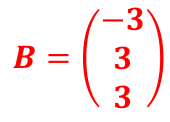 B = (-3
3
3)